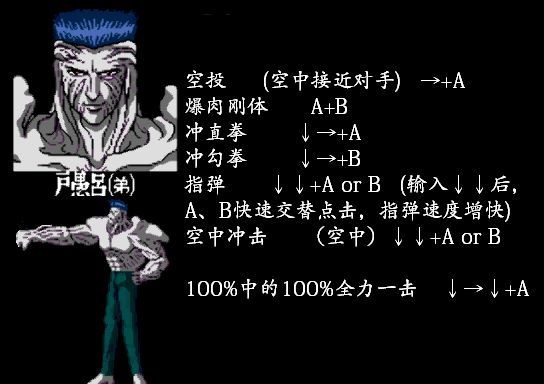 空投 (空中接近对手) →+A
爆肉刚体 A+B
冲直拳 ↓→+A
冲勾拳 ↓→+B
指弹 ↓↓+A or B (输入↓↓后,
A、B快速交替点击，指弹速度增快)
空中冲击 （空中）↓↓+A or B
100%中的100%全力一击 ↓→↓+A
戸愚呂(弟)